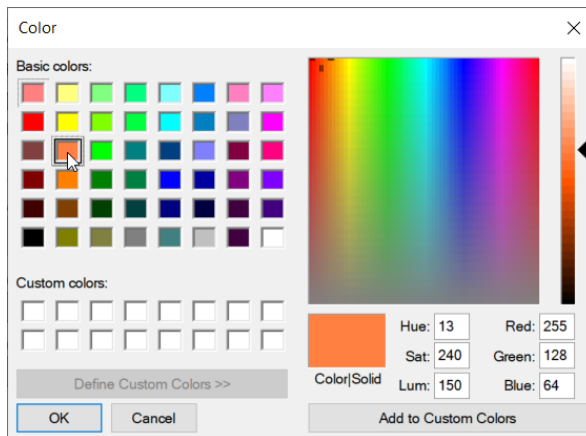 Color
Basic colors:
Custom colors:
Define Custom Colors >>
OK
Cancel
Color|Solid
Hue: 13
Sat: 240
Lum: 150
Red: 255
Green: 128
Blue: 64
Add to Custom Colors